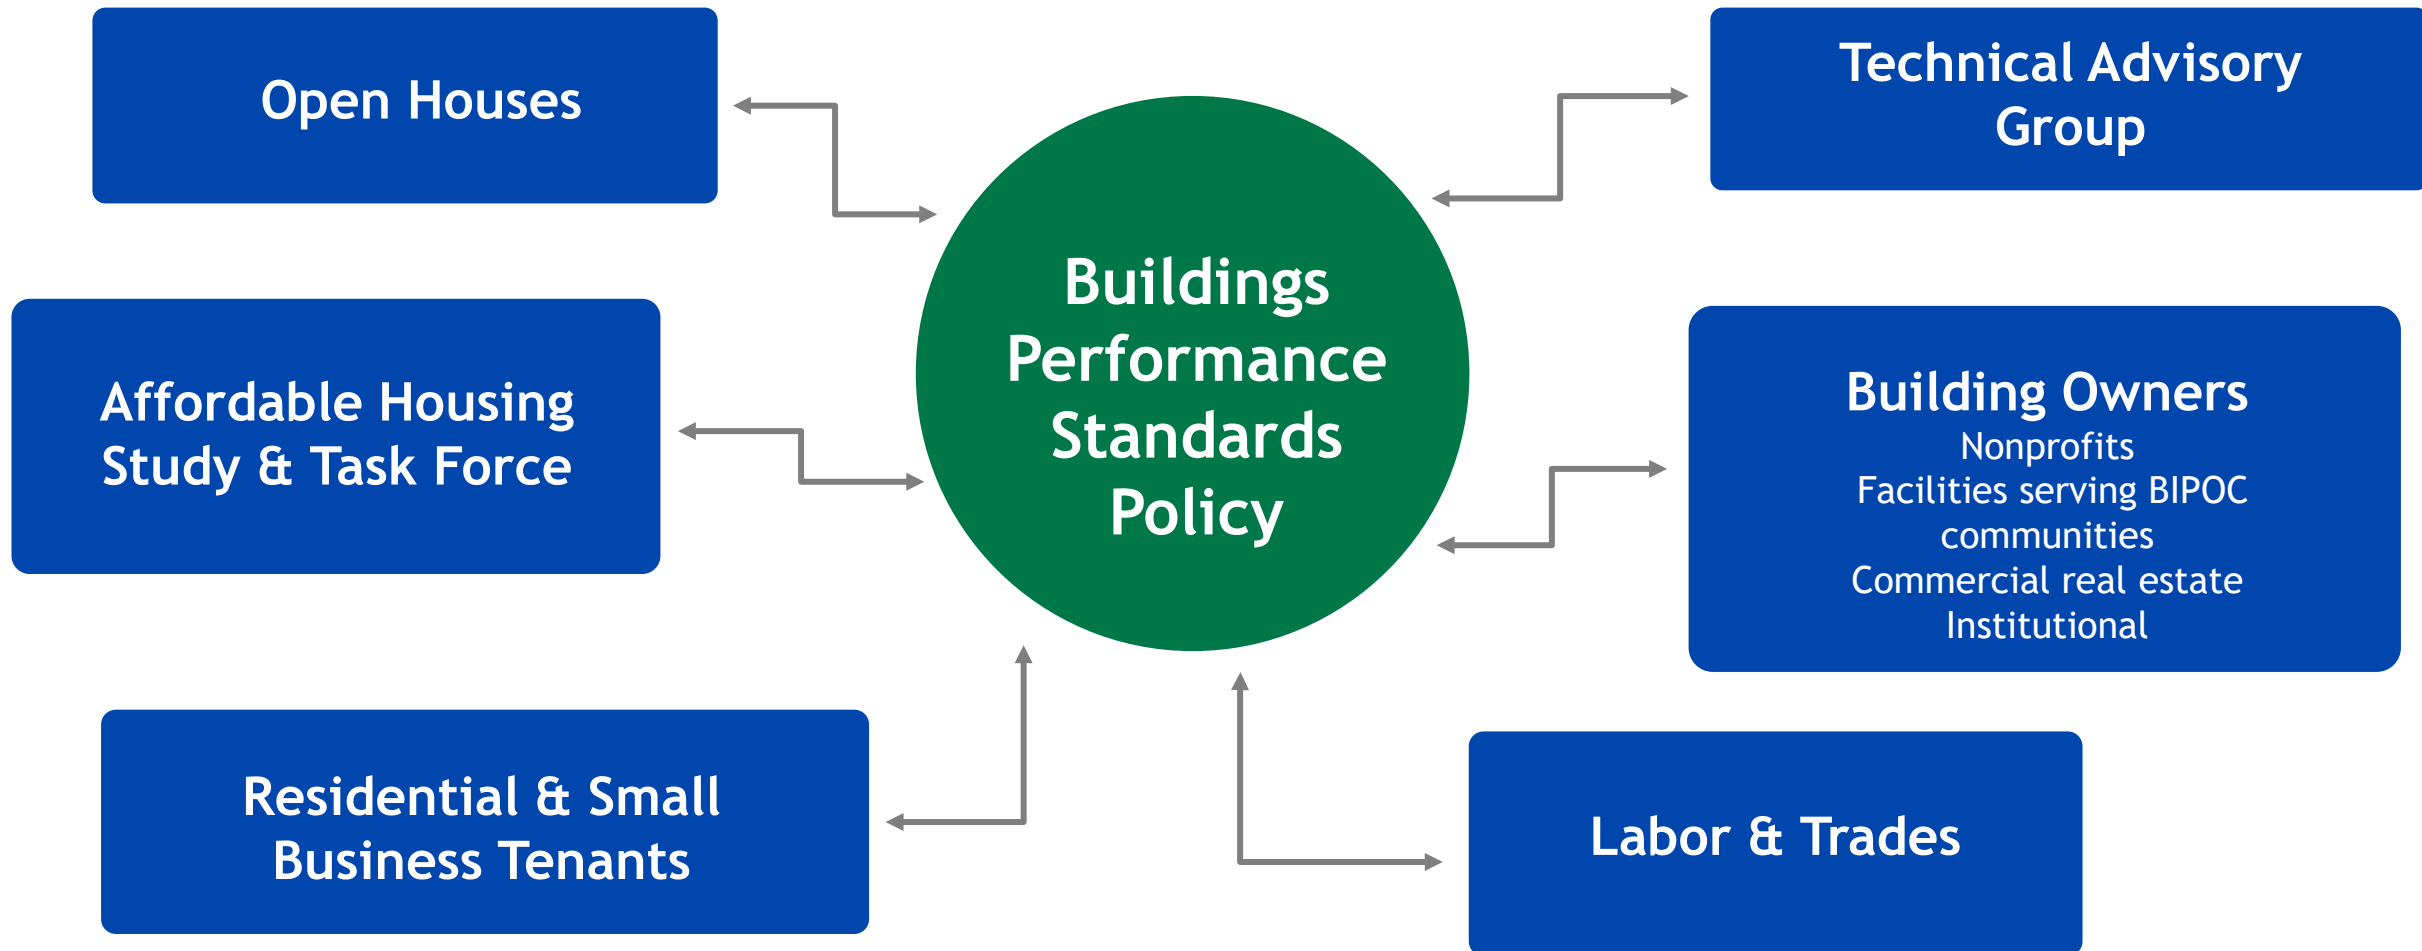 Open Houses
Technical Advisory
Group
Buildings
Performance
Standards
Policy
Affordable Housing
Study & Task Force
Building Owners
Nonprofits
Facilities serving BIPOC
communities
Commercial real estate
Institutional
Residential & Small
Business Tenants
Labor & Trades